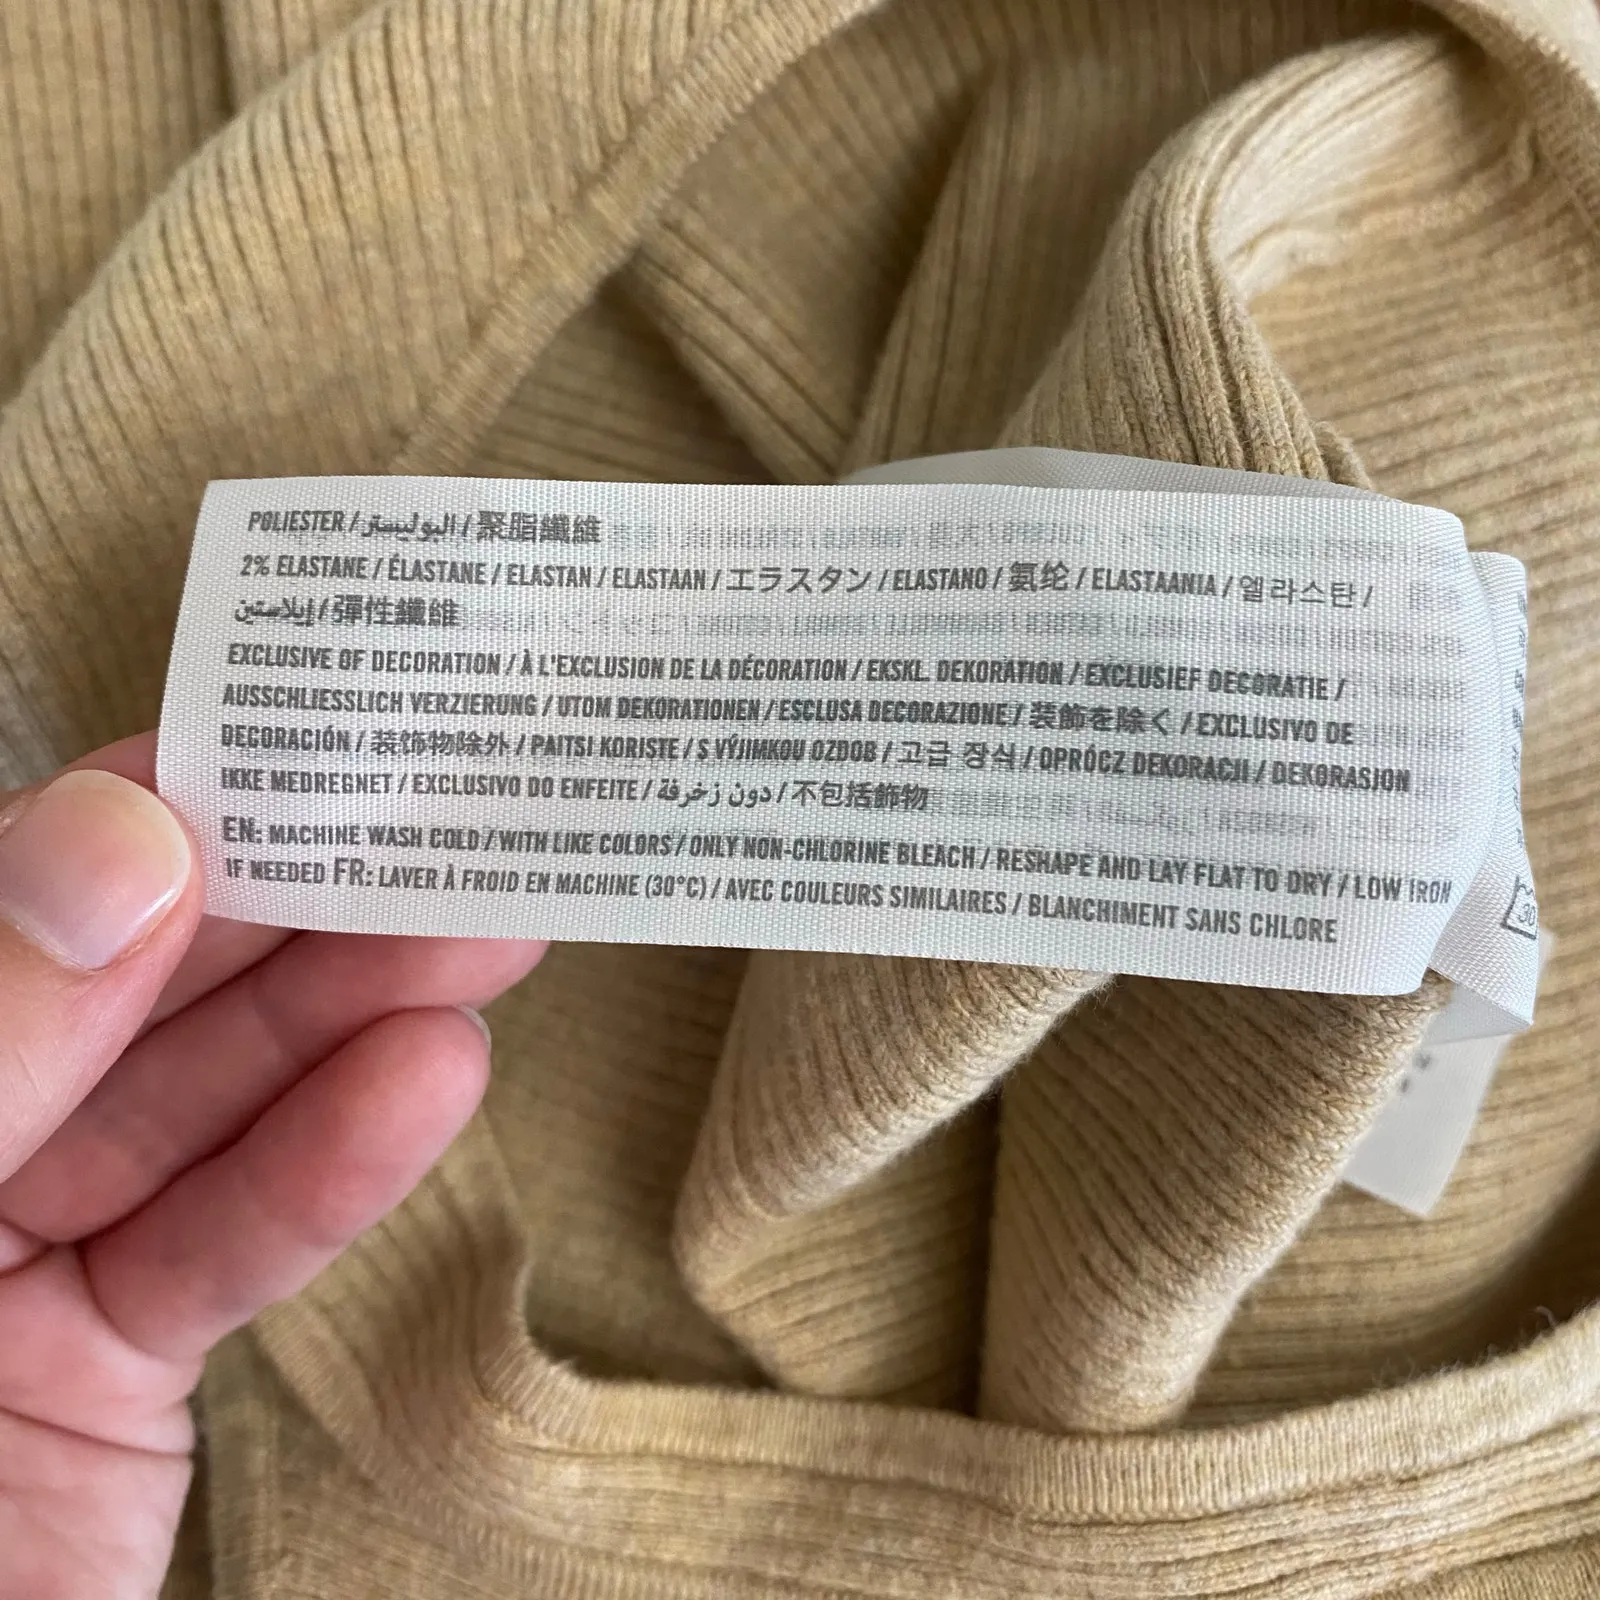 POLIESTER / البوليستر / 聚脂纖維
2% ELASTANE / ÉLASTANE / ELASTAN / ELASTAAN / エラスタン / ELASTANO / 氨纶 / ELASTAANIA / 엘라스탄 /
إيلاستين / 彈性纖維
EXCLUSIVE OF DECORATION / À L'EXCLUSION DE LA DÉCORATION / EKSKL. DEKORATION / EXCLUSIEF DECORATIE /
AUSSCHLIESSLICH VERZIERUNG / UTOM DEKORATIONEN / ESCLUSA DECORAZIONE / 装飾を除く / EXCLUSIVO DE
DECORACIÓN / 装饰物除外 / PAITSI KORISTE / S VÝJIMKOU OZDOB / 고급 장식 / OPRÓCZ DEKORACJI / DEKORASJON
IKKE MEDREGNET / EXCLUSIVO DO ENFEITE / دون زخرفة / 不包括飾物
EN: MACHINE WASH COLD / WITH LIKE COLORS / ONLY NON-CHLORINE BLEACH / RESHAPE AND LAY FLAT TO DRY / LOW IRON
IF NEEDED FR: LAVER À FROID EN MACHINE (30°C) / AVEC COULEURS SIMILAIRES / BLANCHIMENT SANS CHLORE
30